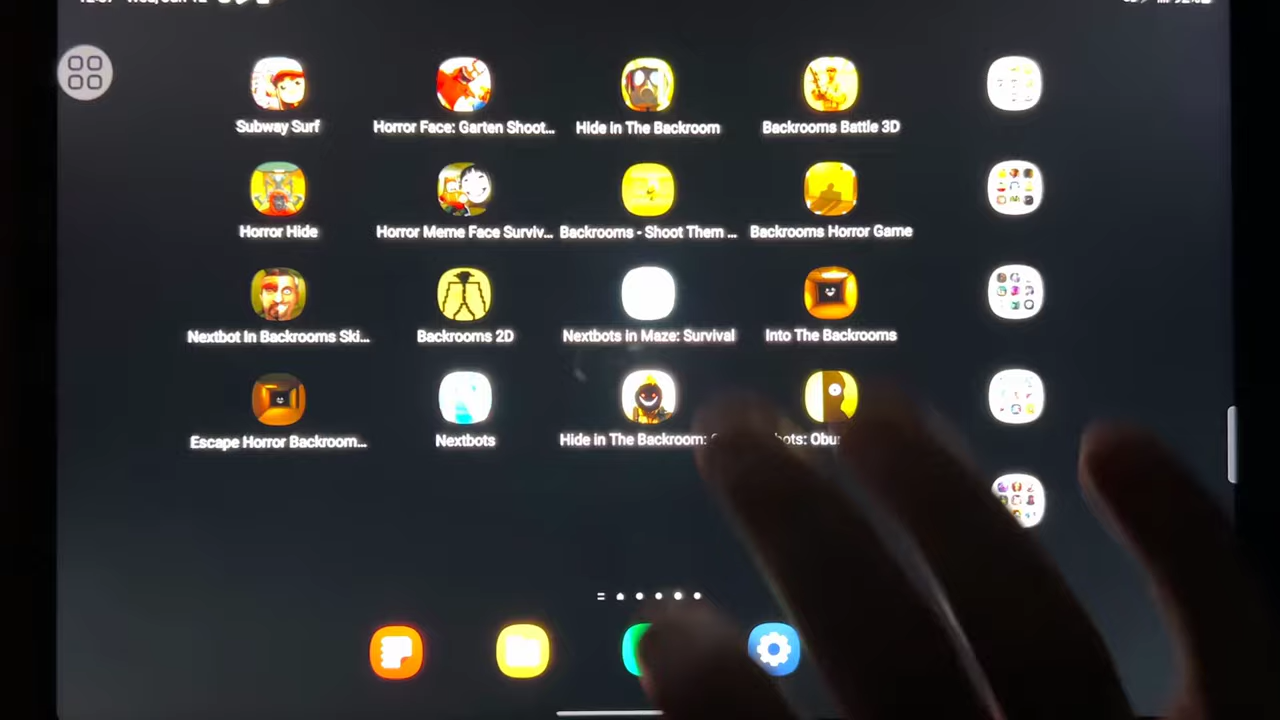 Subway Surf
Horror Face: Garten Shoot...
Hide in The Backroom
Backrooms Battle 3D
Horror Hide
Horror Meme Face Surviv...
Backrooms - Shoot Them ...
Backrooms Horror Game
Nextbot In Backrooms Ski...
Backrooms 2D
Nextbots in Maze: Survival
Into The Backrooms
Escape Horror Backroom...
Nextbots
Hide in The Backroom: